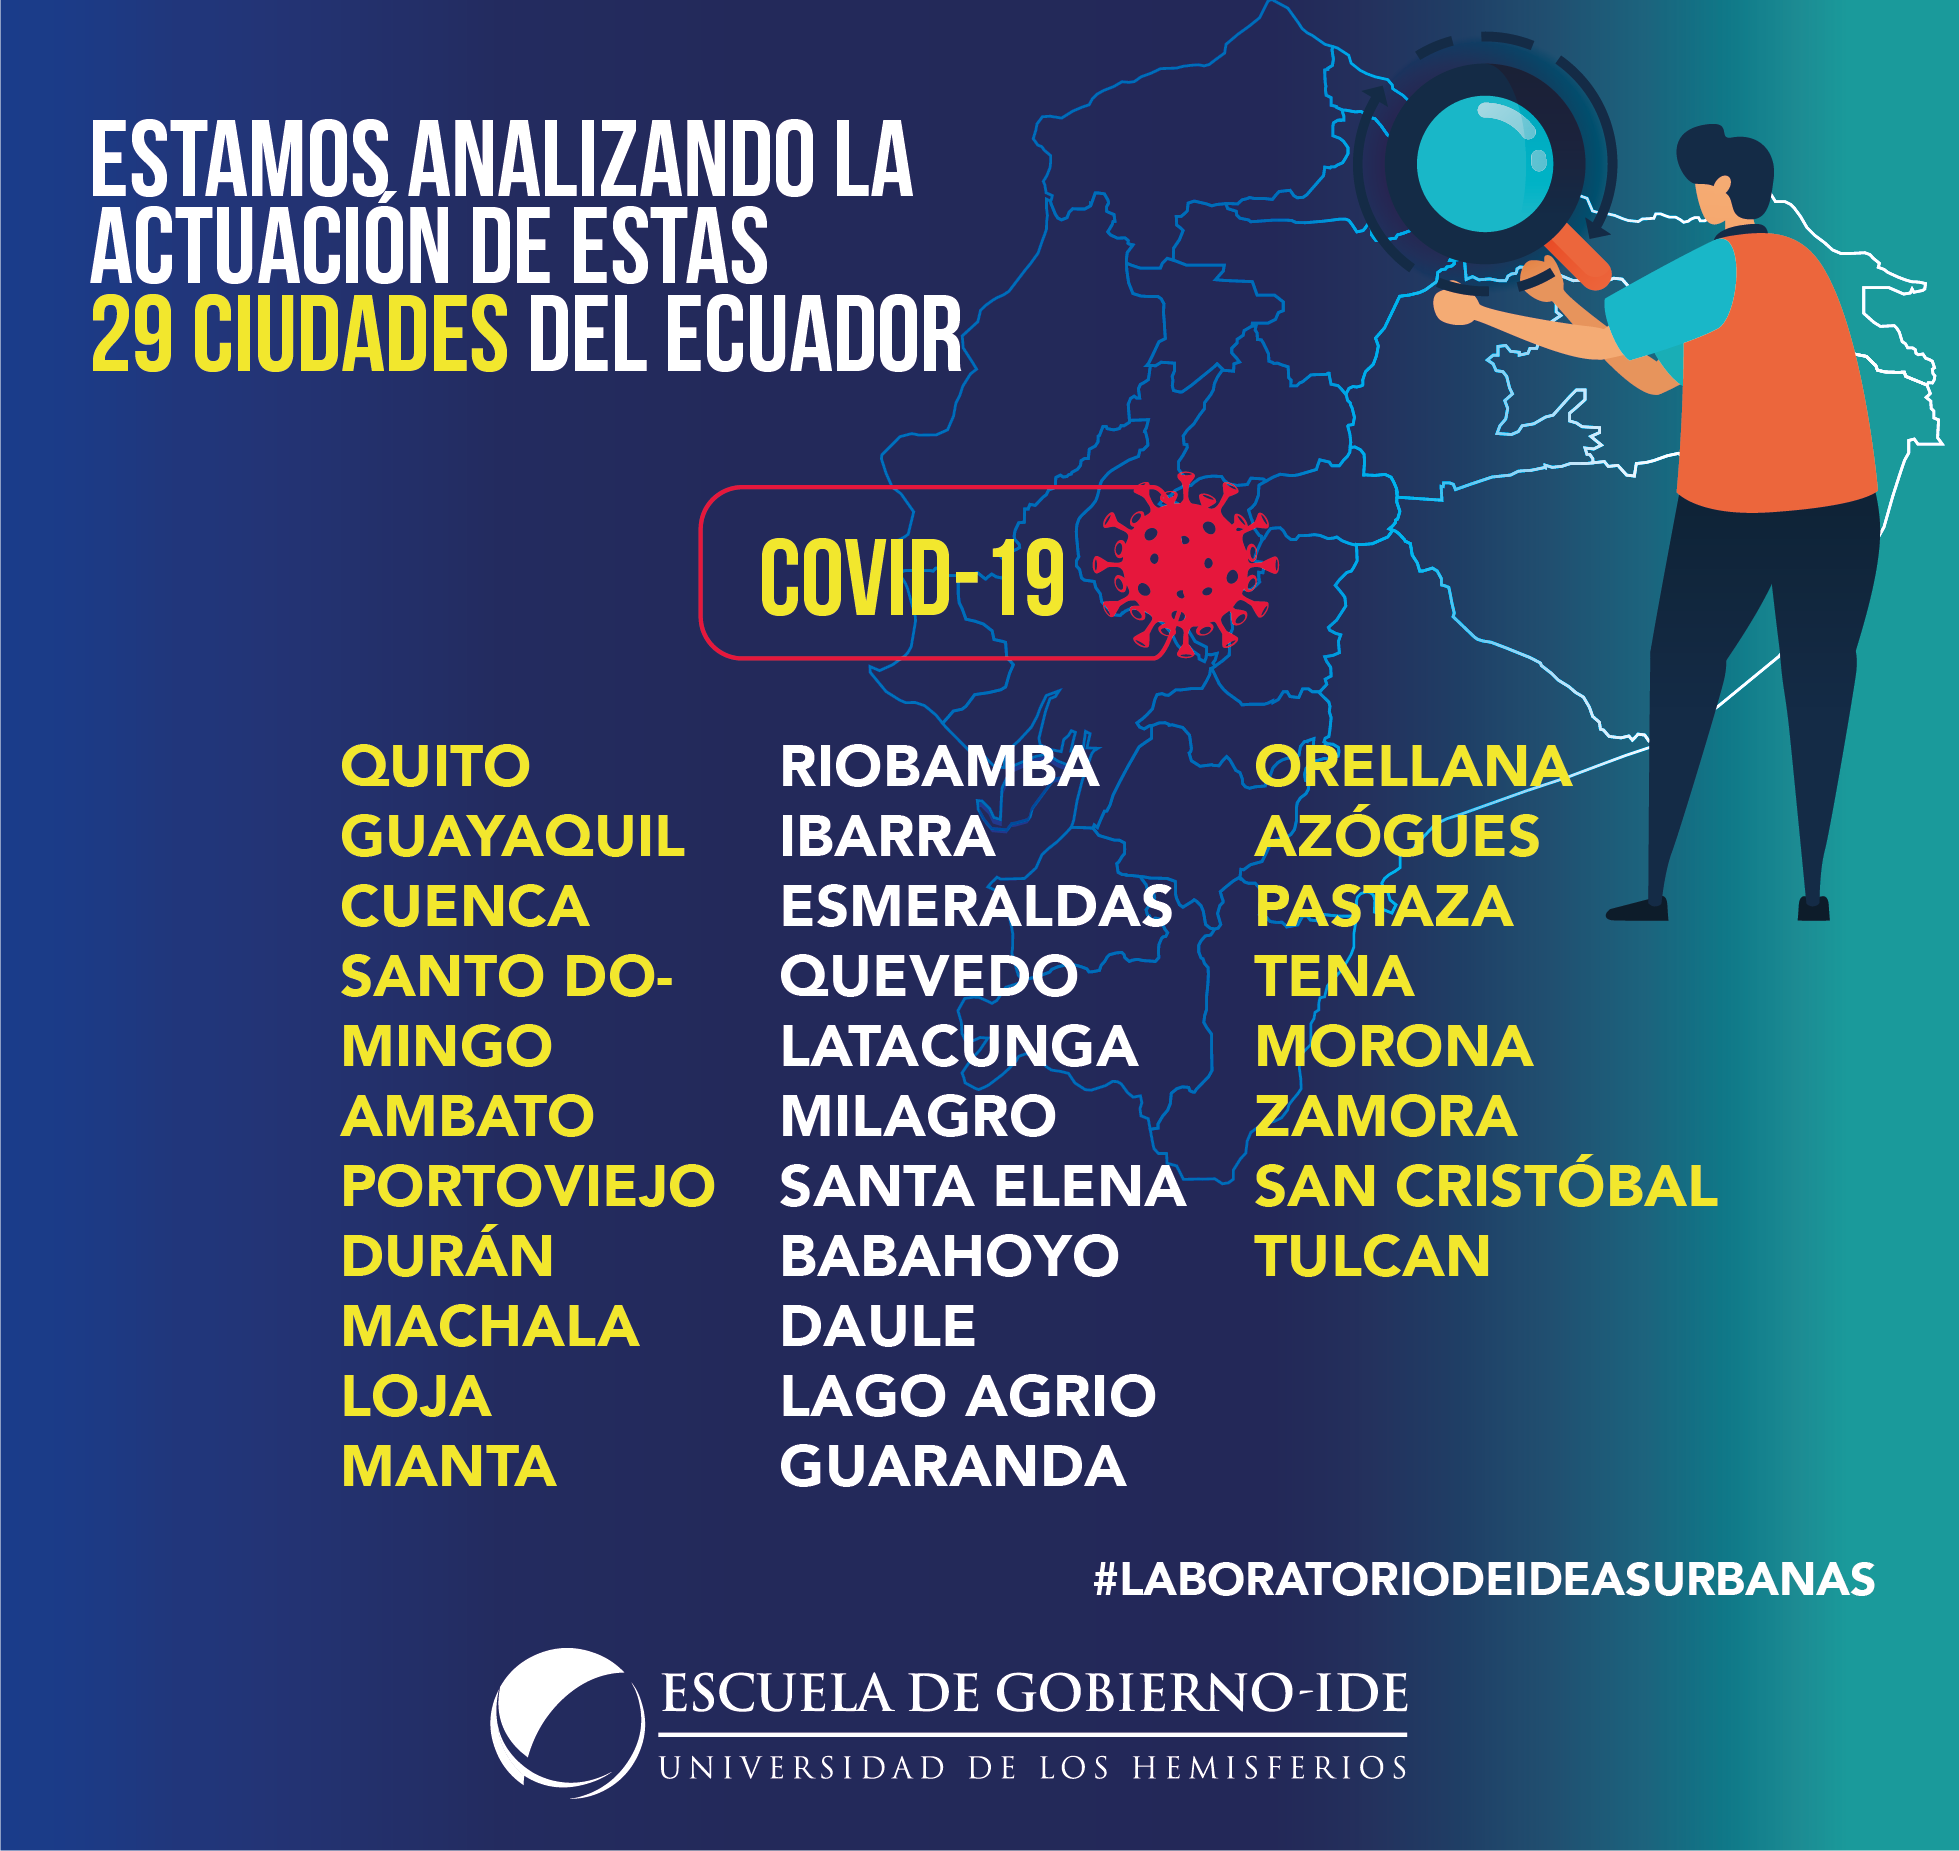 ESTAMOS ANALIZANDO LA
ACTUACIÓN DE ESTAS
29 CIUDADES DEL ECUADOR
COVID-19
QUITO
GUAYAQUIL
CUENCA
SANTO DO-
MINGO
AMBATO
PORTOVIEJO
DURÁN
MACHALA
LOJA
MANTA
RIOBAMBA
IBARRA
ESMERALDAS
QUEVEDO
LATACUNGA
MILAGRO
SANTA ELENA
BABAHOYO
DAULE
LAGO AGRIO
GUARANDA
ORELLANA
AZÓGUES
PASTAZA
TENA
MORONA
ZAMORA
SAN CRISTÓBAL
TULCAN
#LABORATORIODEIDEASURBANAS
ESCUELA DE GOBIERNO-IDE
UNIVERSIDAD DE LOS HEMISFERIOS